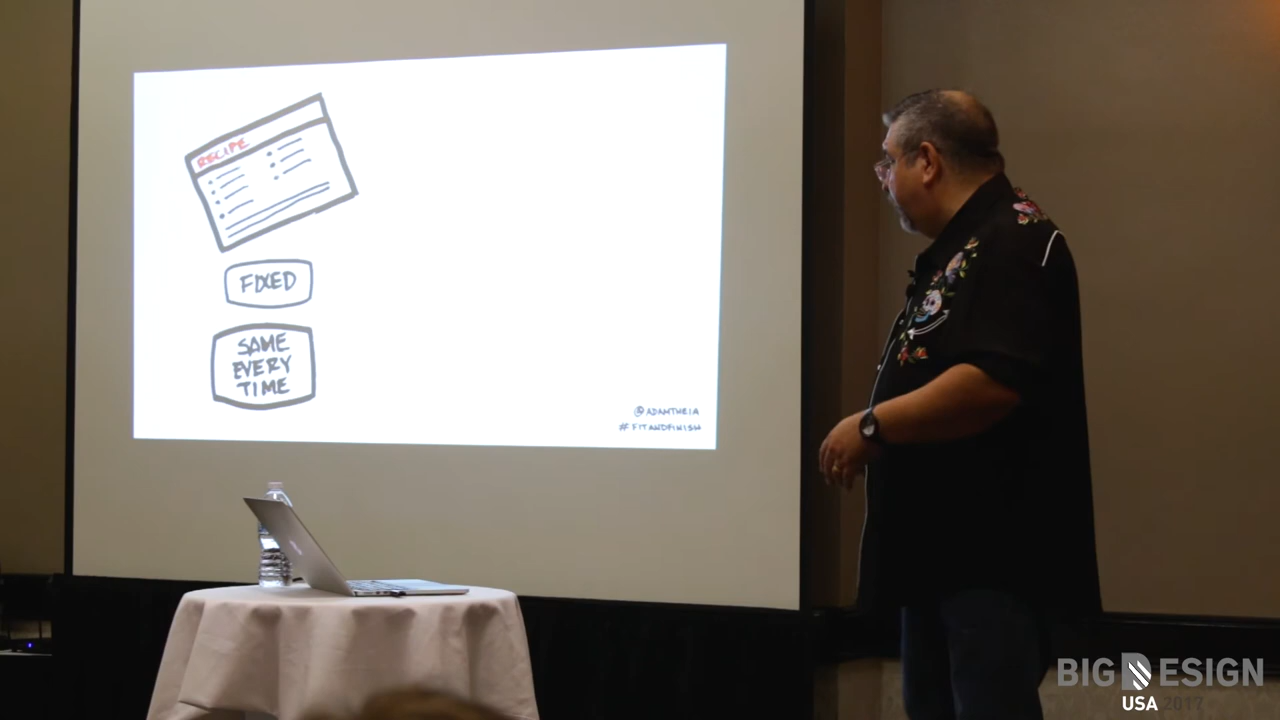 RECIPE
FIXED
SAME
EVERY
TIME
@ADAMTHEIA
#FITANDFINISH
BIG DESIGN
USA 2017